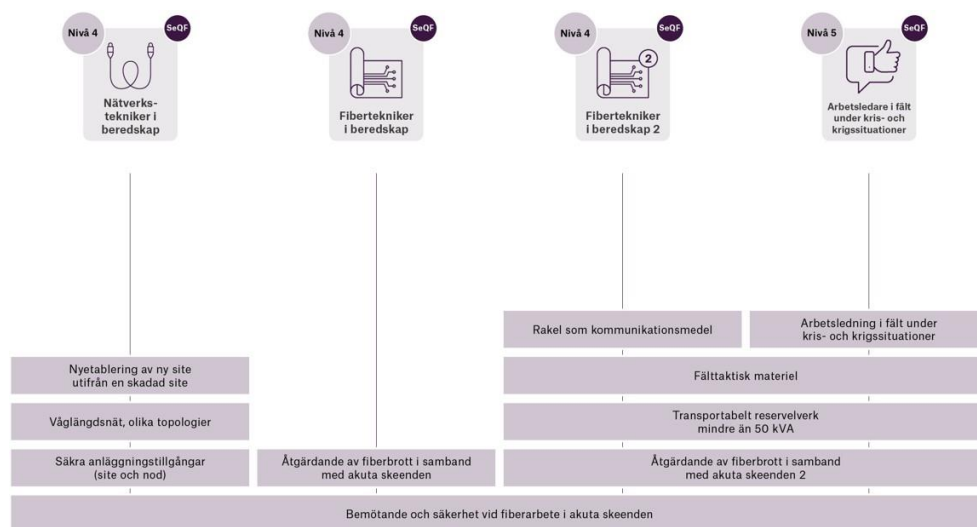 Nivå 4
SeQF
Nätverks-
tekniker i
beredskap
Nivå 4
SeQF
Fibertekniker
i beredskap
Nivå 4
SeQF
2
Fibertekniker
i beredskap 2
Nivå 5
SeQF
Arbetsledare i fält
under kris- och
krigssituationer
Rakel som kommunikationsmedel
Arbetsledning i fält under
kris- och krigssituationer
Nyetablering av ny site
utifrån en skadad site
Fälttaktisk materiel
Våglängdsnät, olika topologier
Transportabelt reservelverk
mindre än 50 kVA
Säkra anläggningstillgångar
(site och nod)
Åtgärdande av fiberbrott i samband
med akuta skeenden
Åtgärdande av fiberbrott i samband
med akuta skeenden 2
Bemötande och säkerhet vid fiberarbete i akuta skeenden